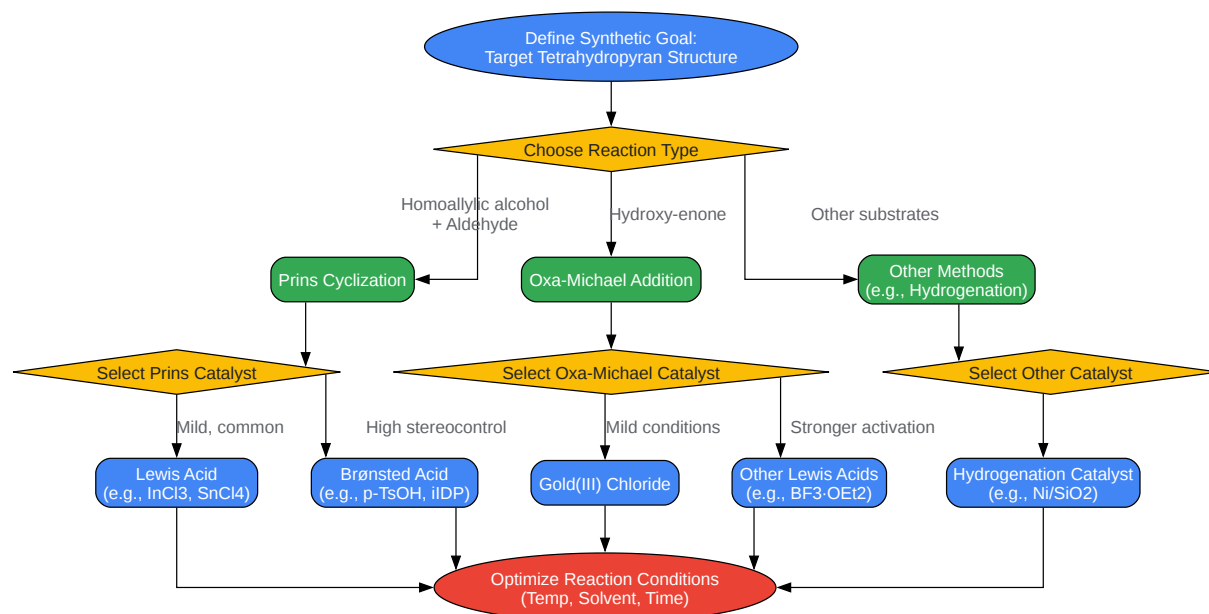 Define Synthetic Goal:
Target Tetrahydropyran Structure
Choose Reaction Type
Homoallylic alcohol
+ Aldehyde
Hydroxy-enone
Other substrates
Prins Cyclization
Oxa-Michael Addition
Other Methods
(e.g., Hydrogenation)
Select Prins Catalyst
Select Oxa-Michael Catalyst
Select Other Catalyst
Mild, common
High stereocontrol
Mild conditions
Stronger activation
Lewis Acid
(e.g., InCl3, SnCl4)
Brønsted Acid
(e.g., p-TsOH, iIDP)
Gold(III) Chloride
Other Lewis Acids
(e.g., BF3·OEt2)
Hydrogenation Catalyst
(e.g., Ni/SiO2)
Optimize Reaction Conditions
(Temp, Solvent, Time)